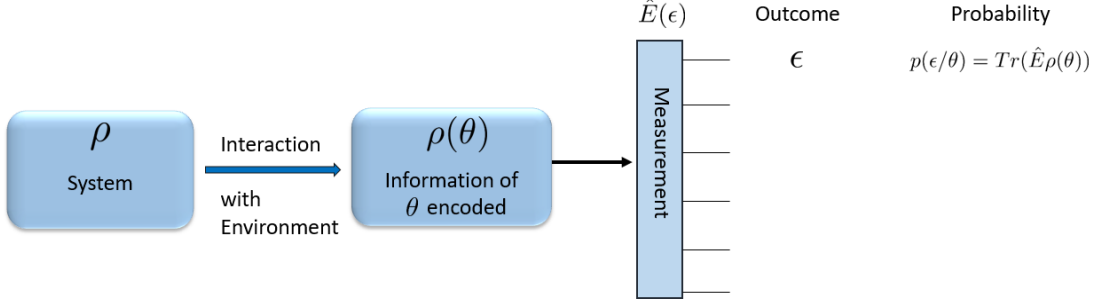 ρ
System
Interaction
with
Environment
ρ(θ)
Information of
θ encoded
Ê(ϵ)
Measurement
Outcome
ϵ
Probability
p(ϵ/θ) = Tr(Êρ(θ))